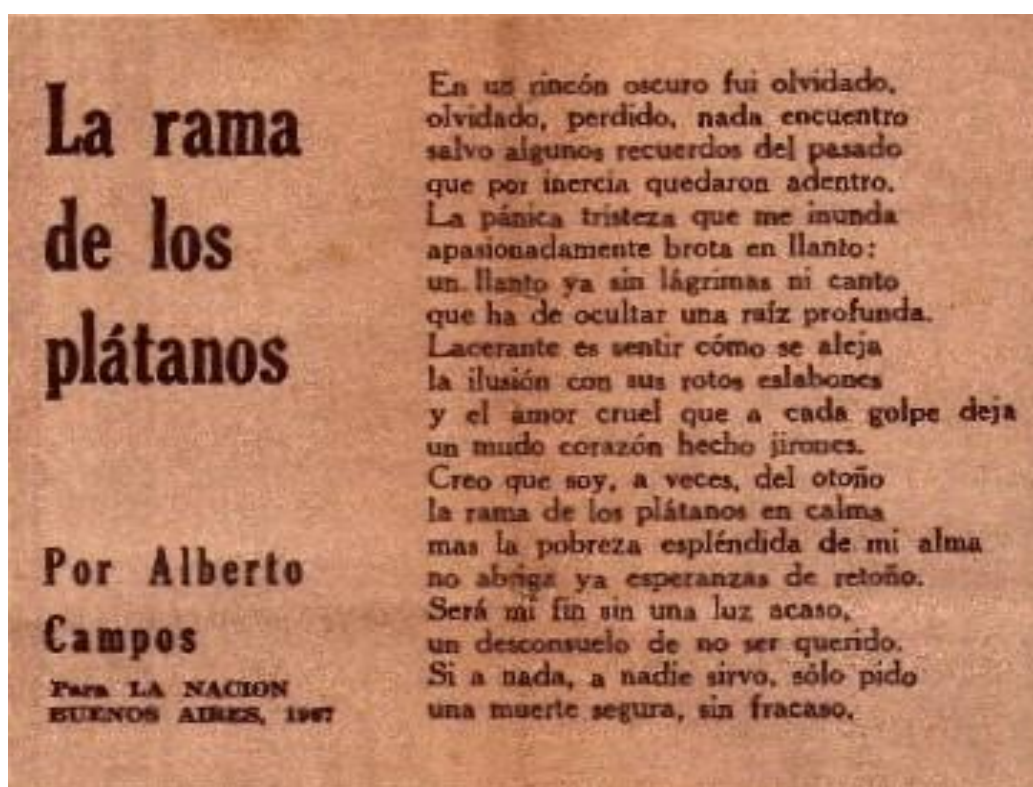 La rama
de los
plátanos
Por Alberto
Campos
Para LA NACION
BUENOS AIRES, 1967
En un rincón oscuro fui olvidado,
olvidado, perdido, nada encuentro
salvo algunos recuerdos del pasado
que por inercia quedaron adentro.
La pánica tristeza que me inunda
apasionadamente brota en llanto:
un llanto ya sin lágrimas ni canto
que ha de ocultar una raíz profunda.
Lacerante es sentir cómo se aleja
la ilusión con sus rotos eslabones
y el amor cruel que a cada golpe deja
un mudo corazón hecho jirones.
Creo que soy, a veces, del otoño
la rama de los plátanos en calma
mas la pobreza espléndida de mi alma
no abriga ya esperanzas de retoño.
Será mi fin sin una luz acaso,
un desconsuelo de no ser querido.
Si a nada, a nadie sirvo, sólo pido
una muerte segura, sin fracaso.